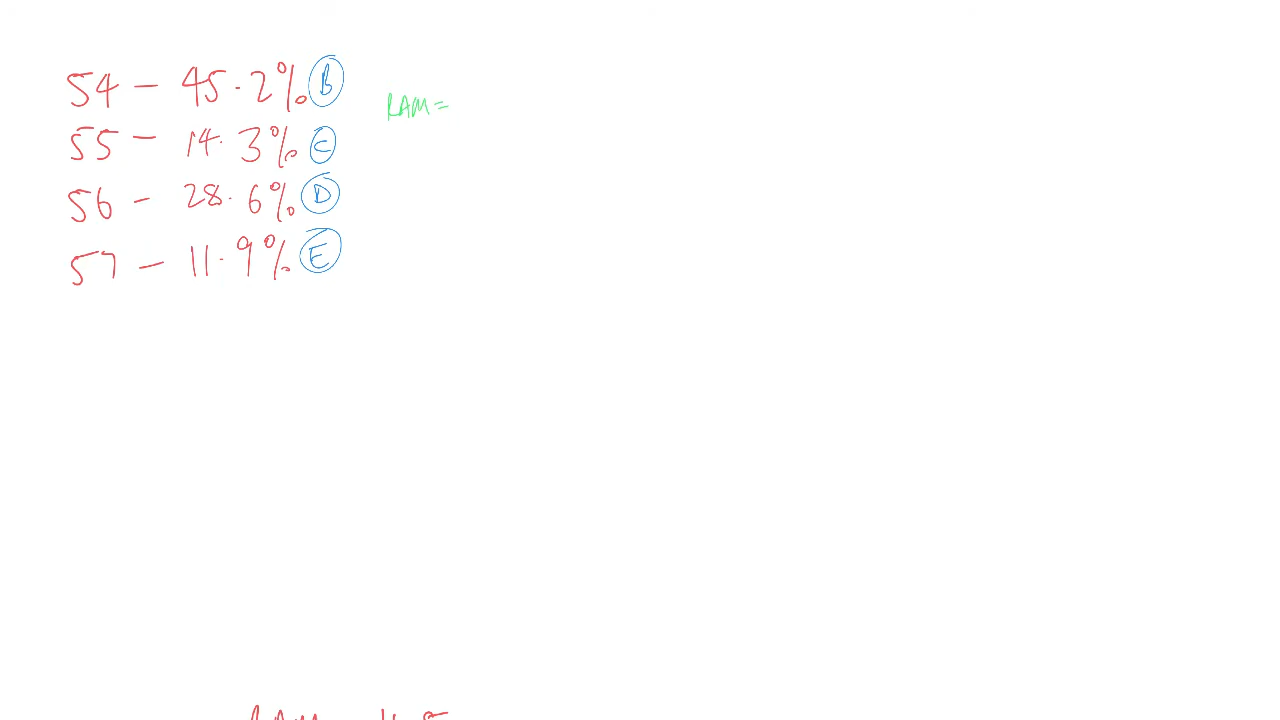 54 - 45.2% B
55 - 14.3% C
56 - 28.6% D
57 - 11.9% E
RAM=